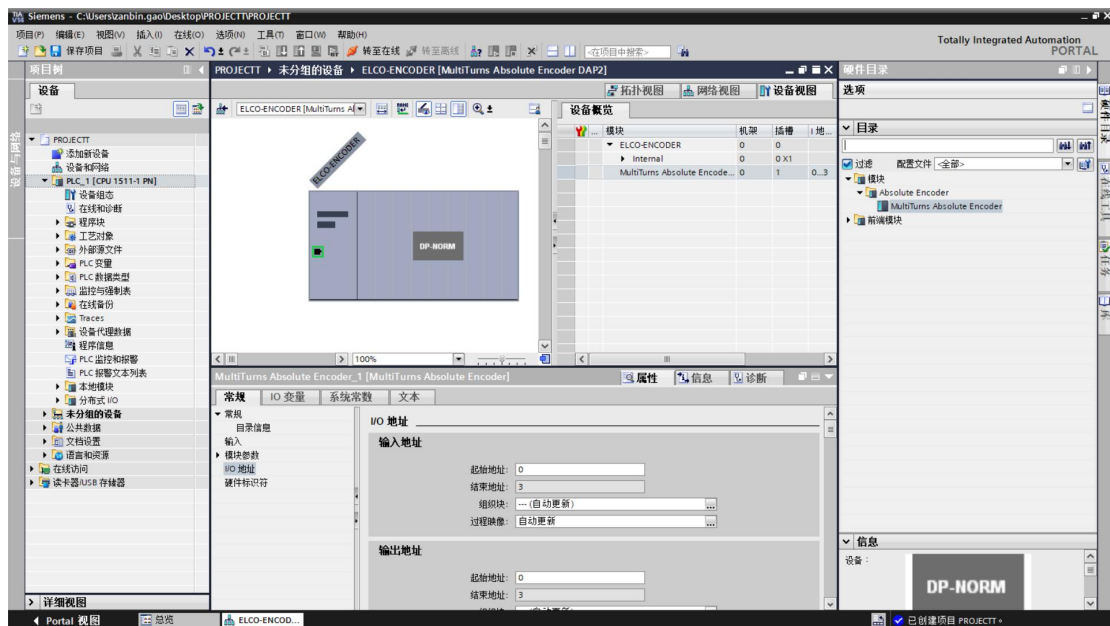 Siemens - C:\Users\zanbin.gao\Desktop\PROJECTT\PROJECTT
项目(P) 编辑(E) 视图(V) 插入(I) 在线(O) 选项(N) 工具(T) 窗口(W) 帮助(H)
Totally Integrated Automation
PORTAL
保存项目 转至在线 转至离线 <在项目中搜索>
项目树
PROJECTT ▸ 未分组的设备 ▸ ELCO-ENCODER [MultiTurns Absolute Encoder DAP2]
硬件目录
设备
拓扑视图 网络视图 设备视图
选项
ELCO-ENCODER [MultiTurns A
设备概览
模块 机架 插槽 I 地...
ELCO-ENCODER 0 0
Internal 0 0 X1
MultiTurns Absolute Encode... 0 1 0...3
ELCO-ENCODER
DP-NORM
100%
设备与网络
PROJECTT
添加新设备
设备和网络
PLC_1 [CPU 1511-1 PN]
设备组态
在线和诊断
程序块
工艺对象
外部源文件
PLC 变量
PLC 数据类型
监控与强制表
在线备份
Traces
设备代理数据
程序信息
PLC 监控和报警
PLC 报警文本列表
本地模块
分布式 I/O
未分组的设备
公共数据
文档设置
语言和资源
在线访问
读卡器/USB 存储器
详细视图
MultiTurns Absolute Encoder_1 [MultiTurns Absolute Encoder]
属性 信息 诊断
常规 IO 变量 系统常数 文本
常规
目录信息
输入
模块参数
I/O 地址
硬件标识符
I/O 地址
输入地址
起始地址: 0
结束地址: 3
组织块: --- (自动更新)
过程映像: 自动更新
输出地址
起始地址: 0
结束地址: 3
目录
过滤 配置文件 <全部>
模块
Absolute Encoder
MultiTurns Absolute Encoder
前端模块
信息
设备:
DP-NORM
硬件目录
在线工具
任务
库
Portal 视图 总览 ELCO-ENCOD...
已创建项目 PROJECTT。